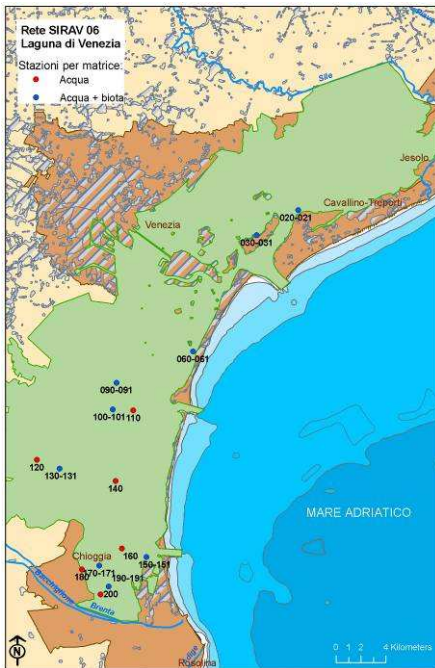 Rete SIRAV 06
Laguna di Venezia
Stazioni per matrice:
Acqua
Acqua + biota
Sile
Jesolo
Cavallino-Treporti
020-021
Venezia
030-031
060-061
090-091
100-101
110
120
130-131
140
MARE ADRIATICO
160
Chioggia
150-151
180
170-171
190-191
200
Bacchiglione
Brenta
Adige
Rosolina
N
0 1 2 4 Kilometers